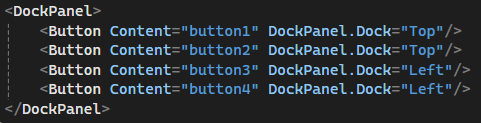 <DockPanel>
    <Button Content="button1" DockPanel.Dock="Top"/>
    <Button Content="button2" DockPanel.Dock="Top"/>
    <Button Content="button3" DockPanel.Dock="Left"/>
    <Button Content="button4" DockPanel.Dock="Left"/>
</DockPanel>